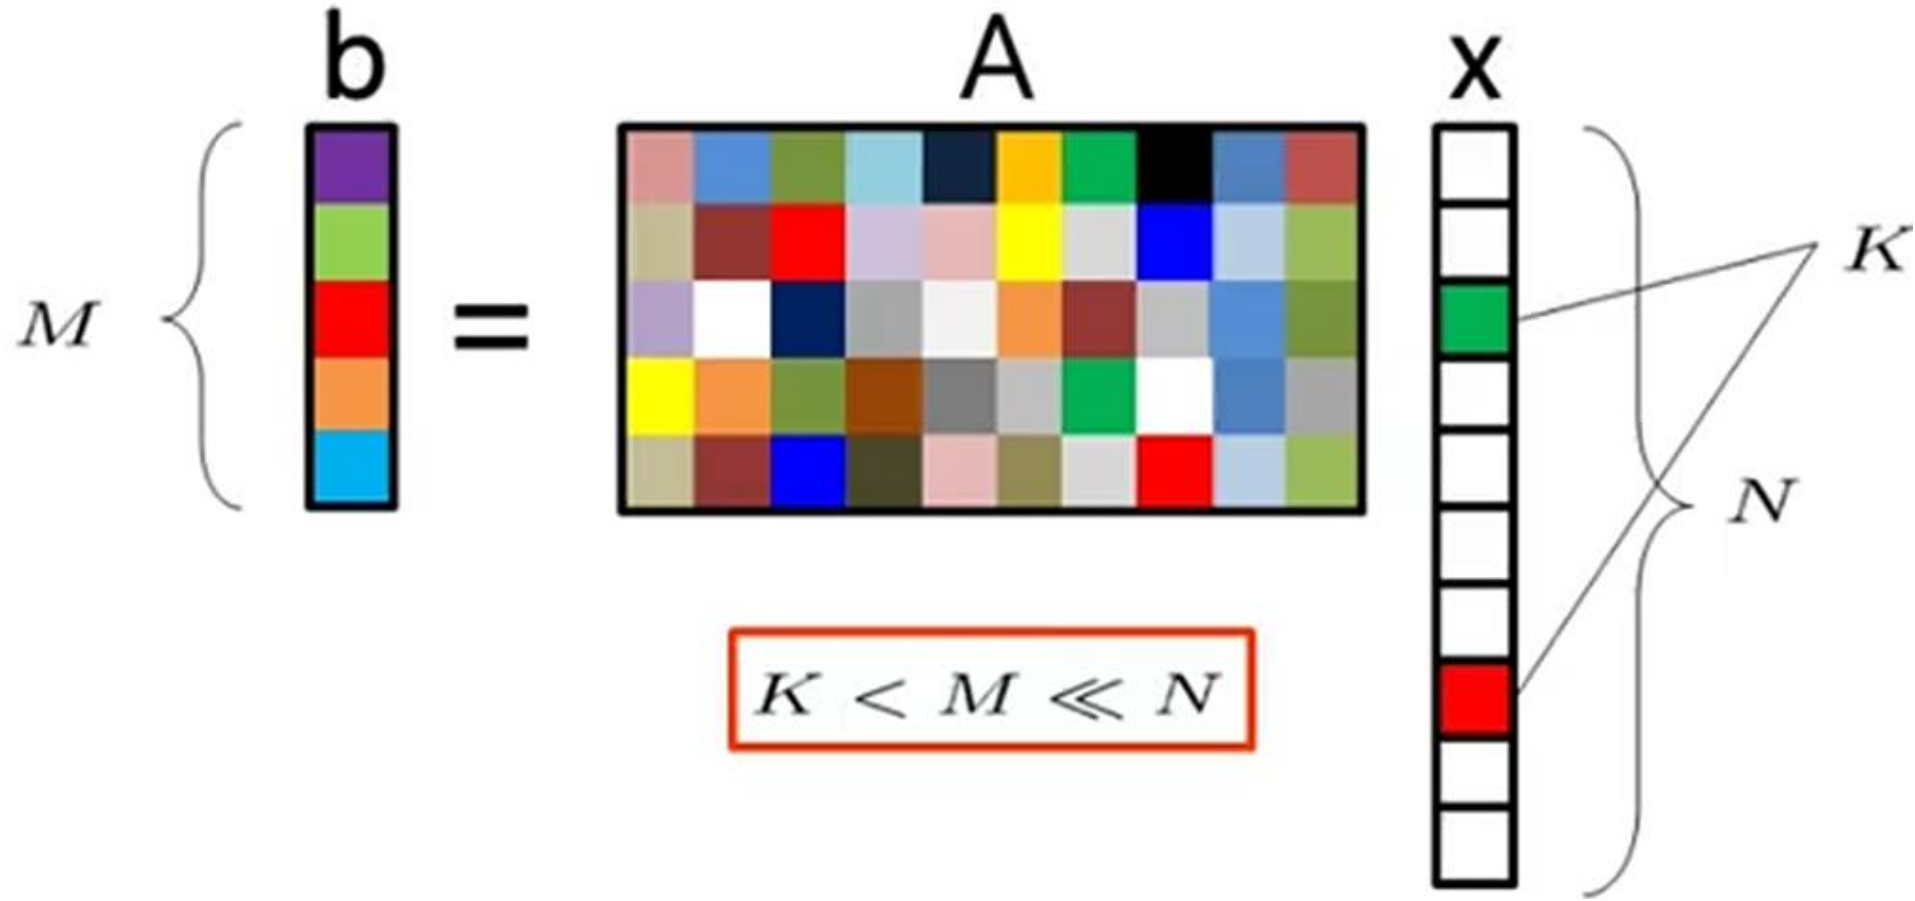 b A x
M = K
N
K < M ≪ N